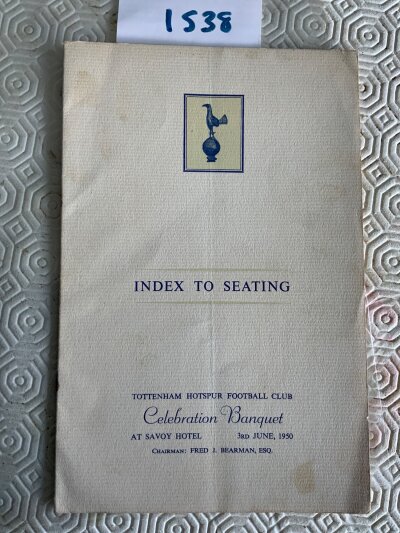 1538
INDEX TO SEATING
TOTTENHAM HOTSPUR FOOTBALL CLUB
Celebration Banquet
AT SAVOY HOTEL 3RD JUNE, 1950
CHAIRMAN: FRED J. BEARMAN, ESQ.